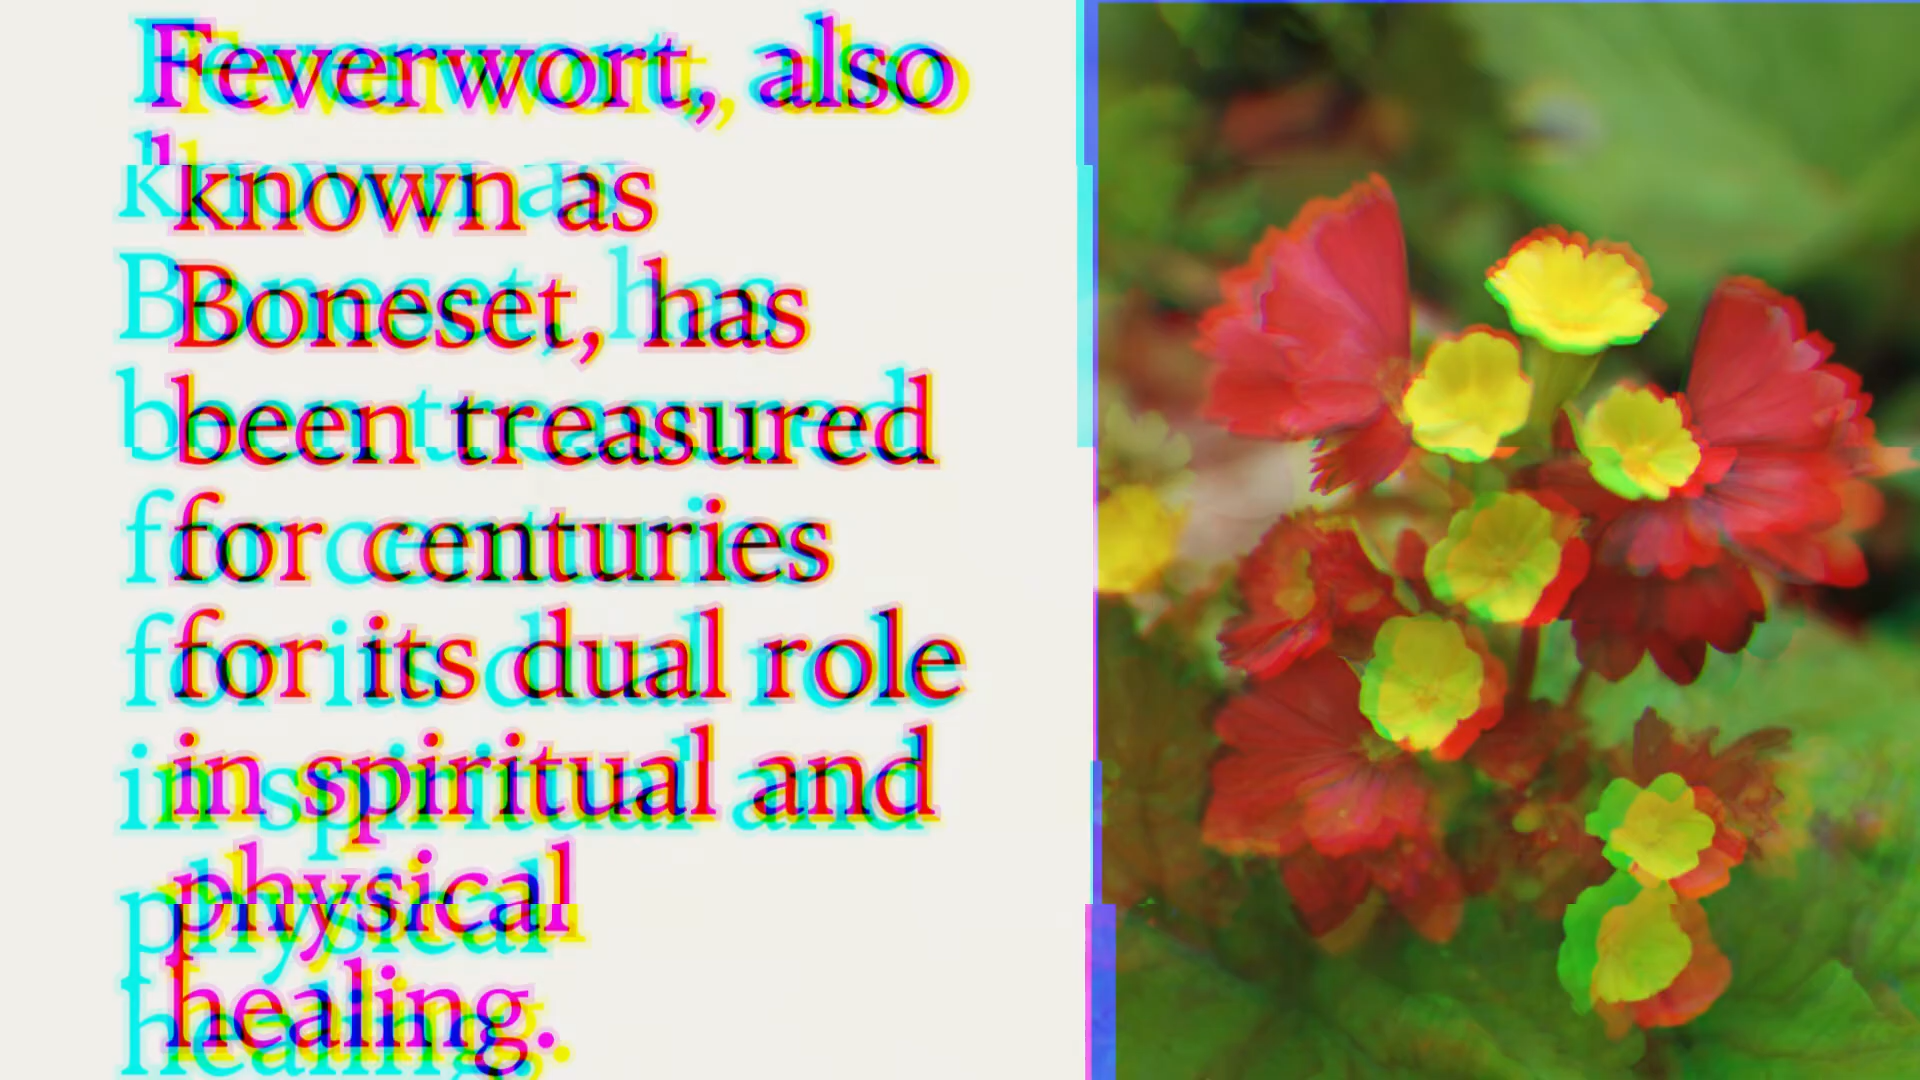 Feverwort, also
known as
Boneset, has
been treasured
for centuries
for its dual role
in spiritual and
physical
healing.